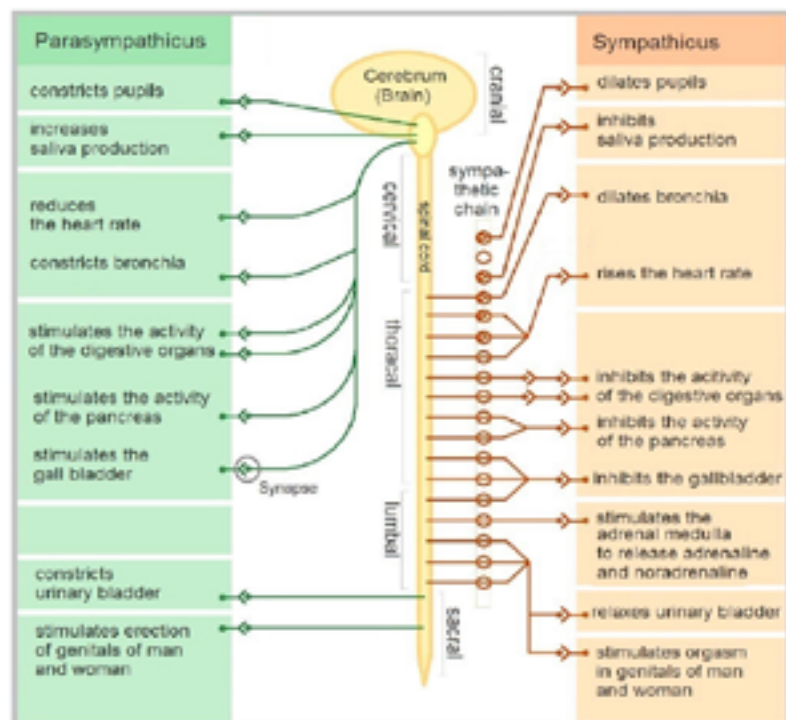 Parasympathicus
constricts pupils
increases
saliva production
reduces
the heart rate
constricts bronchia
stimulates the activity
of the digestive organs
stimulates the activity
of the pancreas
stimulates the
gall bladder
constricts
urinary bladder
stimulates erection
of genitals of man
and woman
Cerebrum
(Brain)
cranial
cervical
spinal cord
sympa-
thetic
chain
thoracal
Synapse
lumbal
sacral
Sympathicus
dilates pupils
inhibits
saliva production
dilates bronchia
rises the heart rate
inhibits the acitivity
of the digestive organs
inhibits the activity
of the pancreas
inhibits the gallbladder
stimulates the
adrenal medulla
to release adrenaline
and noradrenaline
relaxes urinary bladder
stimulates orgasm
in genitals of man
and woman